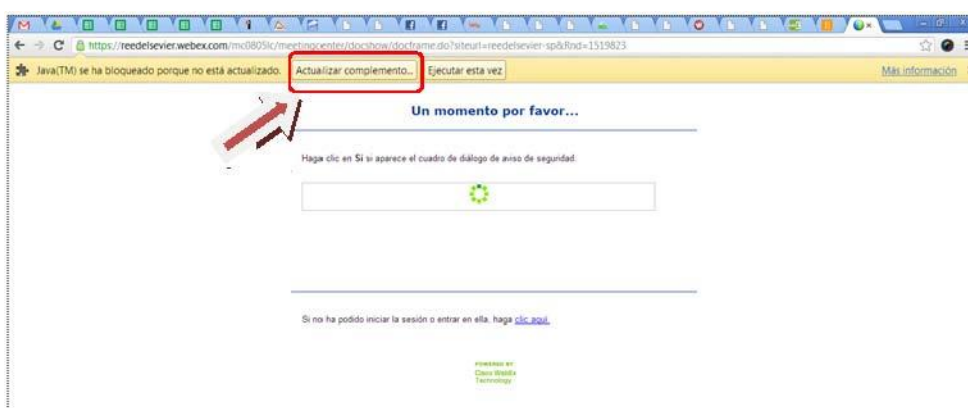 https://reedelsevier.webex.com/mc0805lc/meetingcenter/docshow/docframe.do?siteurl=reedelsevier-sp&Rnd=1519823
Java(TM) se ha bloqueado porque no está actualizado. Actualizar complemento... Ejecutar esta vez Más información
Un momento por favor...
Haga clic en Sí si aparece el cuadro de diálogo de aviso de seguridad.
Si no ha podido iniciar la sesión o entrar en ella, haga clic aquí.
POWERED BY
Cisco WebEx
Technology